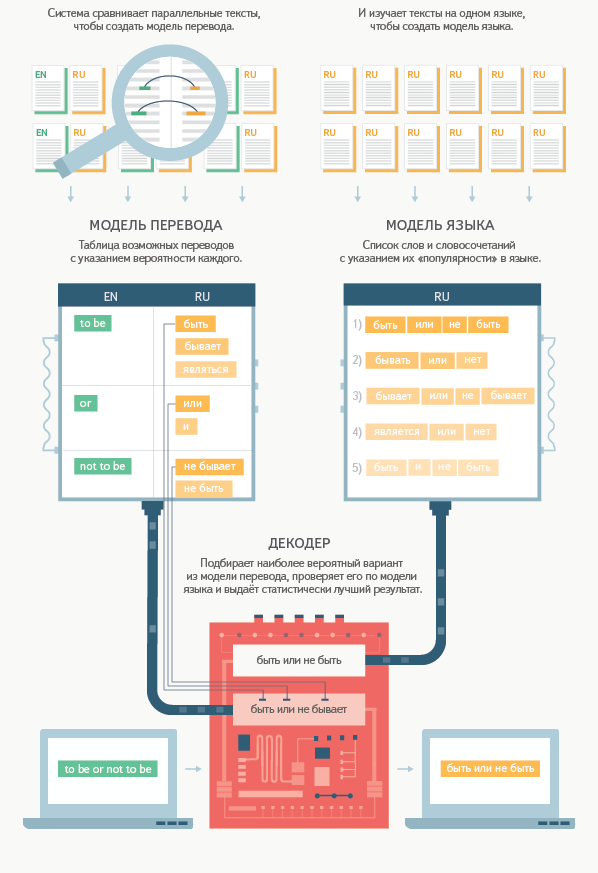 Система сравнивает параллельные тексты,
чтобы создать модель перевода.
И изучает тексты на одном языке,
чтобы создать модель языка.
EN RU RU
RU RU RU RU RU RU
EN RU RU
RU RU RU RU RU RU
МОДЕЛЬ ПЕРЕВОДА
Таблица возможных переводов
с указанием вероятности каждого.
МОДЕЛЬ ЯЗЫКА
Список слов и словосочетаний
с указанием их «популярности» в языке.
EN RU
to be быть
бывает
являться
or или
и
not to be не бывает
не быть
RU
1) быть или не быть
2) бывать или нет
3) бывает или не бывает
4) является или нет
5) быть и не быть
ДЕКОДЕР
Подбирает наиболее вероятный вариант
из модели перевода, проверяет его по модели
языка и выдаёт статистически лучший результат.
быть или не быть
быть или не бывает
to be or not to be
быть или не быть